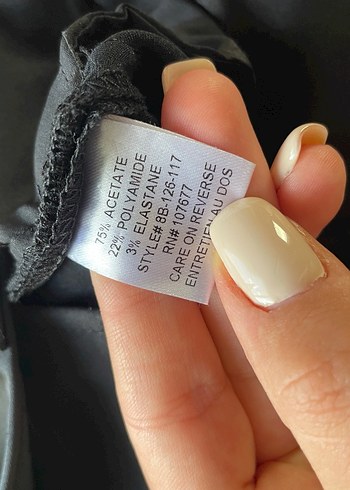 75% ACETATE
22% POLYAMIDE
3% ELASTANE
STYLE# 8B-126-117
RN# 107677
CARE ON REVERSE
ENTRETIEN AU DOS